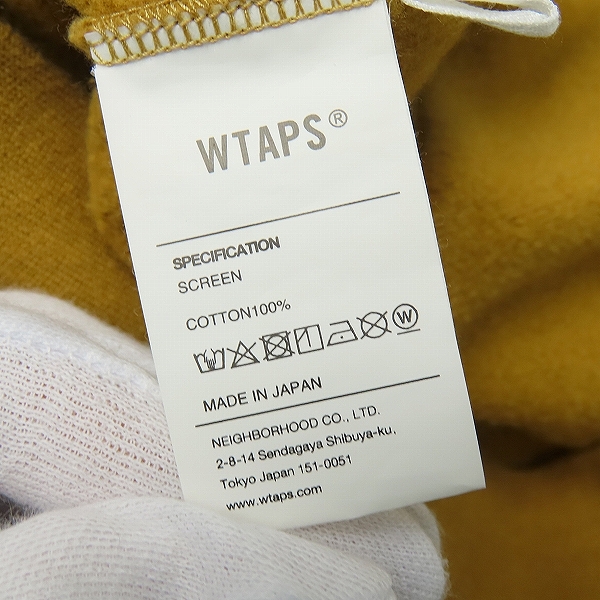 WTAPS®
SPECIFICATION
SCREEN
COTTON100%
W
MADE IN JAPAN
NEIGHBORHOOD CO., LTD.
2-8-14 Sendagaya Shibuya-ku,
Tokyo Japan 151-0051
www.wtaps.com